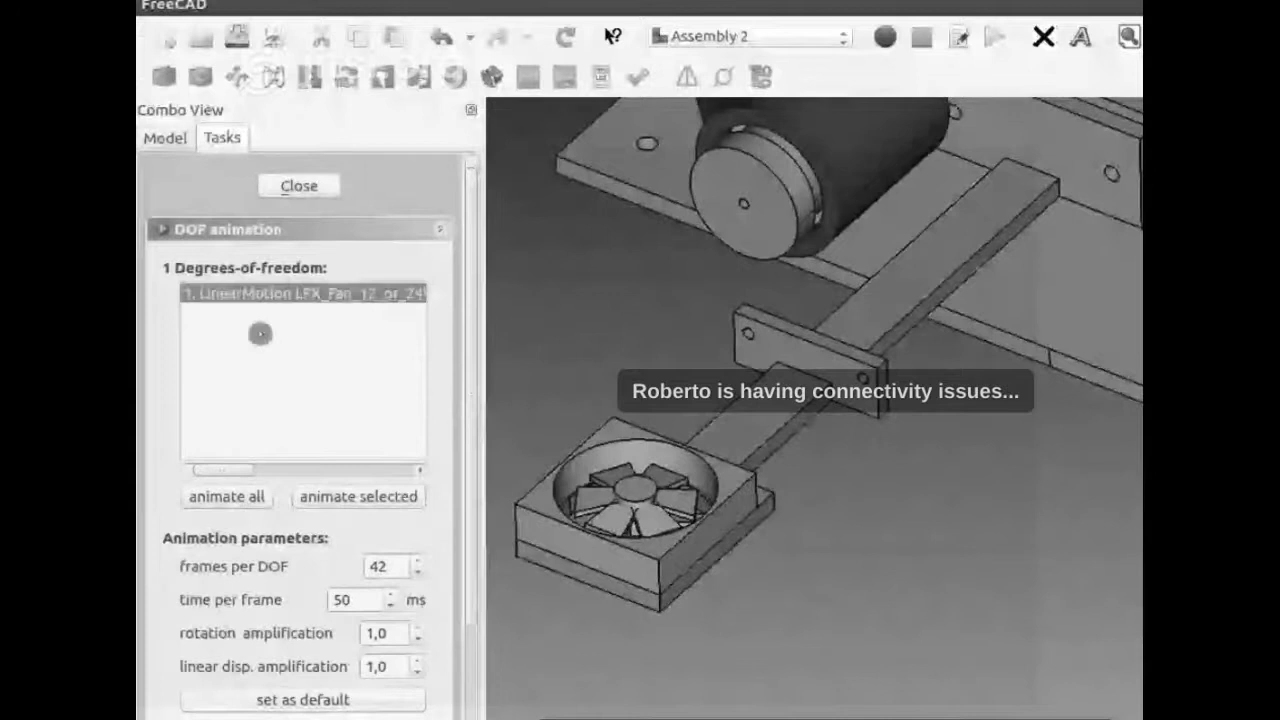 FreeCAD
Assembly 2
Combo View
Model
Tasks
Close
DOF animation
1 Degrees-of-freedom:
1. LinearMotion LFX_Fan_12_or_24
animate all
animate selected
Animation parameters:
frames per DOF
42
time per frame
50
ms
rotation amplification
1,0
linear disp. amplification
1,0
set as default
Roberto is having connectivity issues...